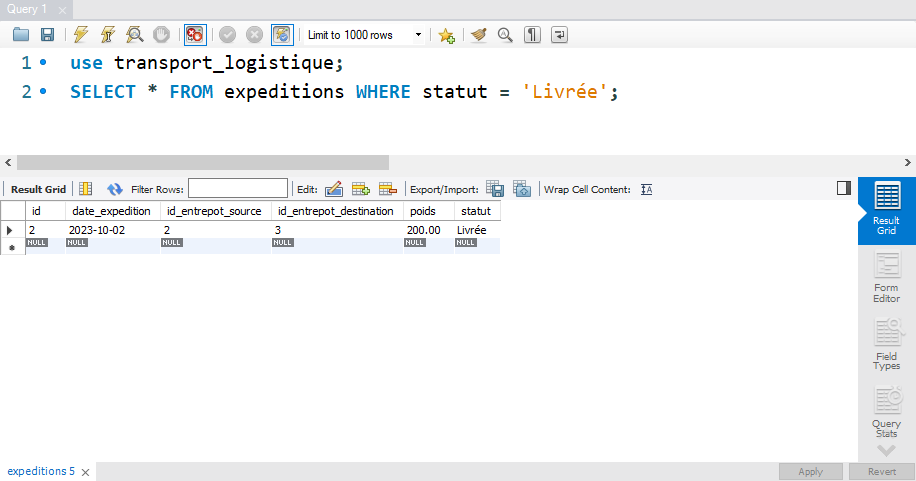 Query 1
Limit to 1000 rows
1 use transport_logistique;
2 SELECT * FROM expeditions WHERE statut = 'Livrée';
Result Grid Filter Rows: Edit: Export/Import: Wrap Cell Content:
id date_expedition id_entrepot_source id_entrepot_destination poids statut
2 2023-10-02 2 3 200.00 Livrée
NULL NULL NULL NULL NULL NULL
Result
Grid
Form
Editor
Field
Types
Query
Stats
expeditions 5
Apply Revert